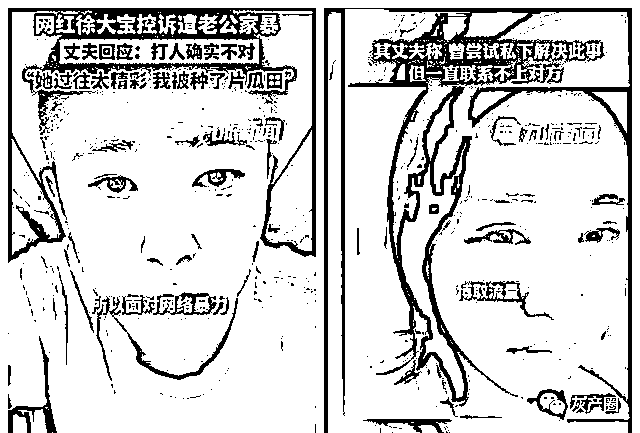 网红徐大宝控诉遭老公家暴
丈夫回应：打人确实不对
“她过往太精彩 我被种了片瓜田”
所以面对网络暴力
其丈夫称 曾尝试私下解决此事
但一直联系不上对方
取流量
灰产圈